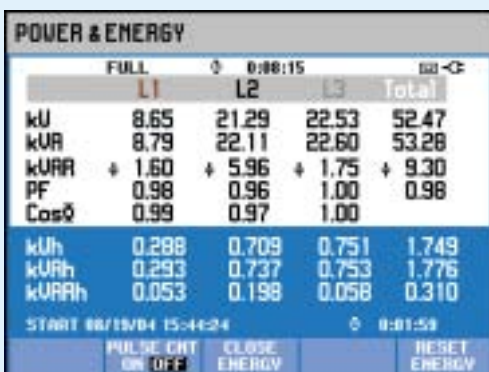 POWER & ENERGY
FULL 0:08:15
L1 L2 L3 Total
kW 8.65 21.29 22.53 52.47
kVA 8.79 22.11 22.60 53.28
kVAR 1.60 5.96 1.75 9.30
PF 0.98 0.96 1.00 0.98
CosQ̄ 0.99 0.97 1.00
kWh 0.288 0.709 0.751 1.749
kVAh 0.293 0.737 0.753 1.776
kVARh 0.053 0.198 0.058 0.310
START 08/19/04 15:44:24 0:01:59
PULSE CNT CLOSE RESET
ON OFF ENERGY ENERGY